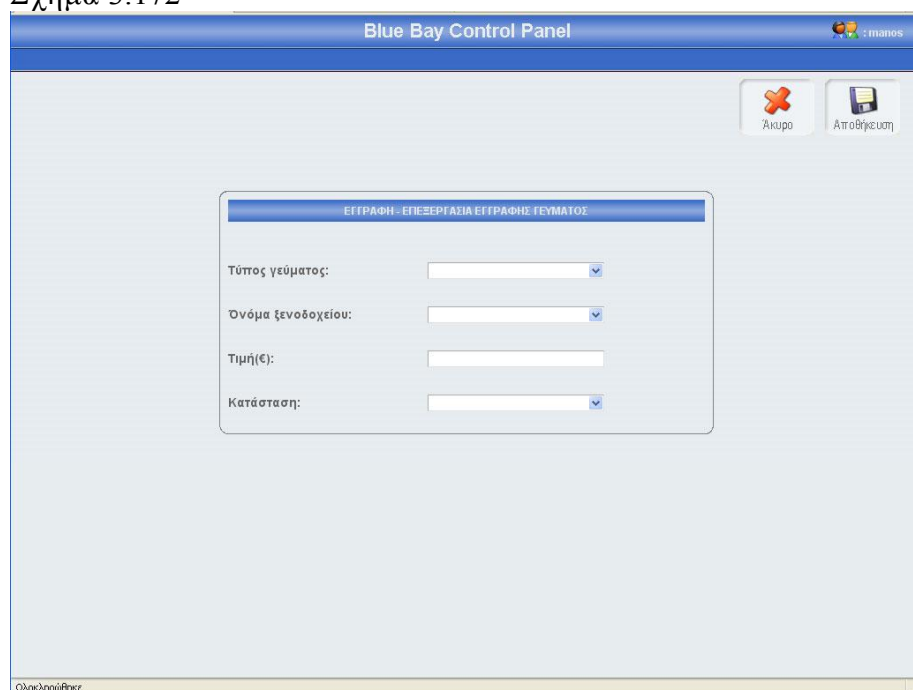 Σχήμα 5.172
Blue Bay Control Panel
: manos
Άκυρο
Αποθήκευση
ΕΓΓΡΑΦΗ - ΕΠΕΞΕΡΓΑΣΙΑ ΕΓΓΡΑΦΗΣ ΓΕΥΜΑΤΟΣ
Τύπος γεύματος:
Όνόμα ξενοδοχείου:
Τιμή(€):
Κατάσταση:
Ολοκληρώθηκε